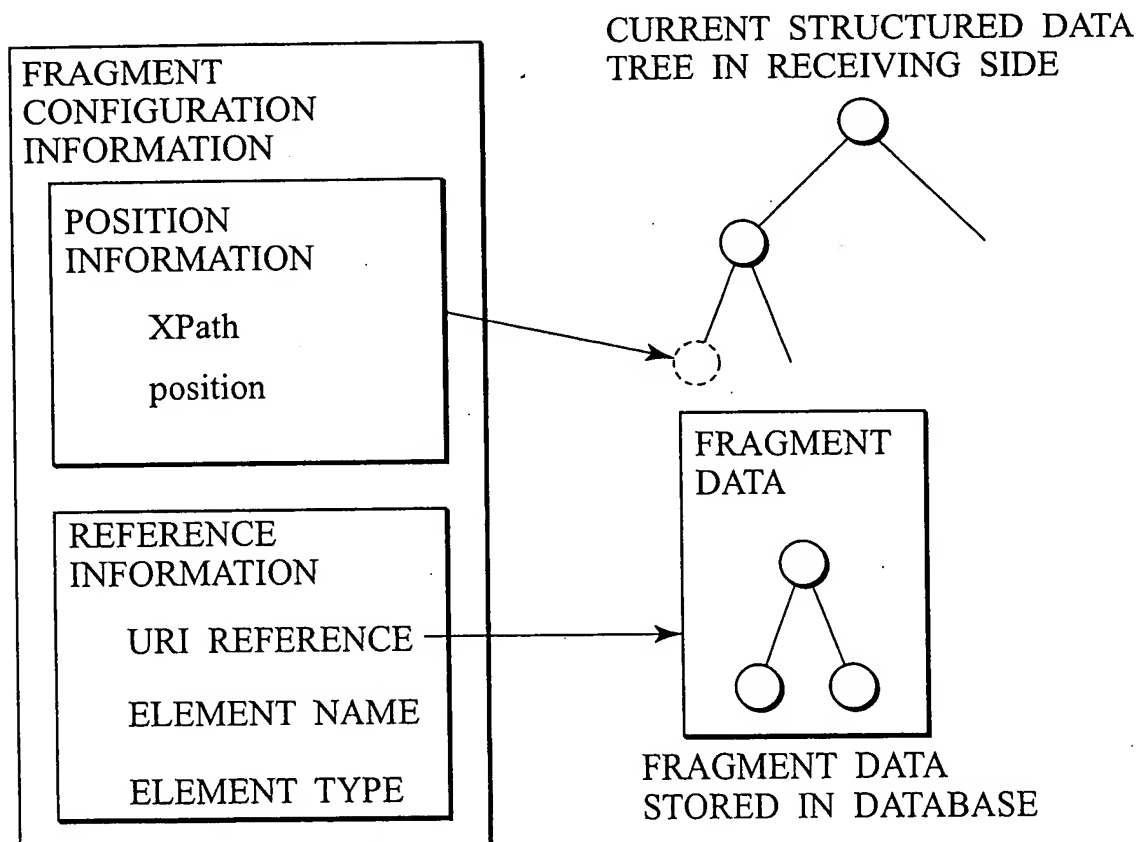 FRAGMENT
CONFIGURATION
INFORMATION
POSITION
INFORMATION
XPath
position
REFERENCE
INFORMATION
URI REFERENCE
ELEMENT NAME
ELEMENT TYPE
CURRENT STRUCTURED DATA
TREE IN RECEIVING SIDE
FRAGMENT
DATA
FRAGMENT DATA
STORED IN DATABASE